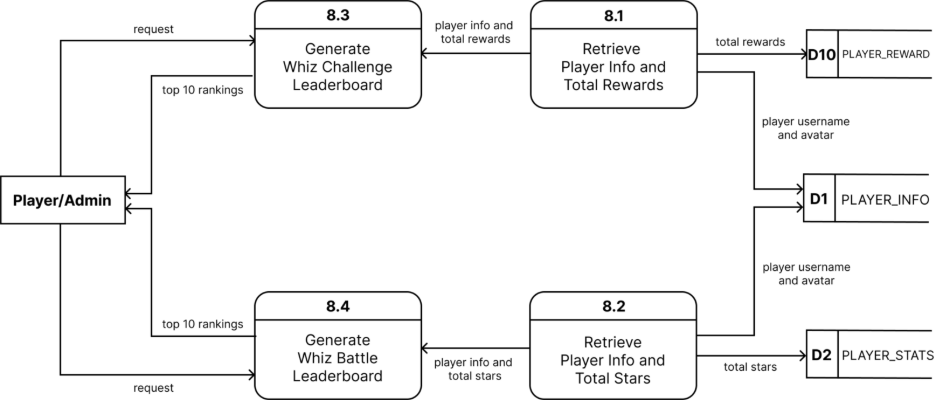 8.3
Generate
Whiz Challenge
Leaderboard
8.1
Retrieve
Player Info and
Total Rewards
request
top 10 rankings
player info and
total rewards
total rewards
D10
PLAYER_REWARD
player username
and avatar
Player/Admin
D1
PLAYER_INFO
player username
and avatar
8.4
Generate
Whiz Battle
Leaderboard
8.2
Retrieve
Player Info and
Total Stars
top 10 rankings
request
player info and
total stars
total stars
D2
PLAYER_STATS